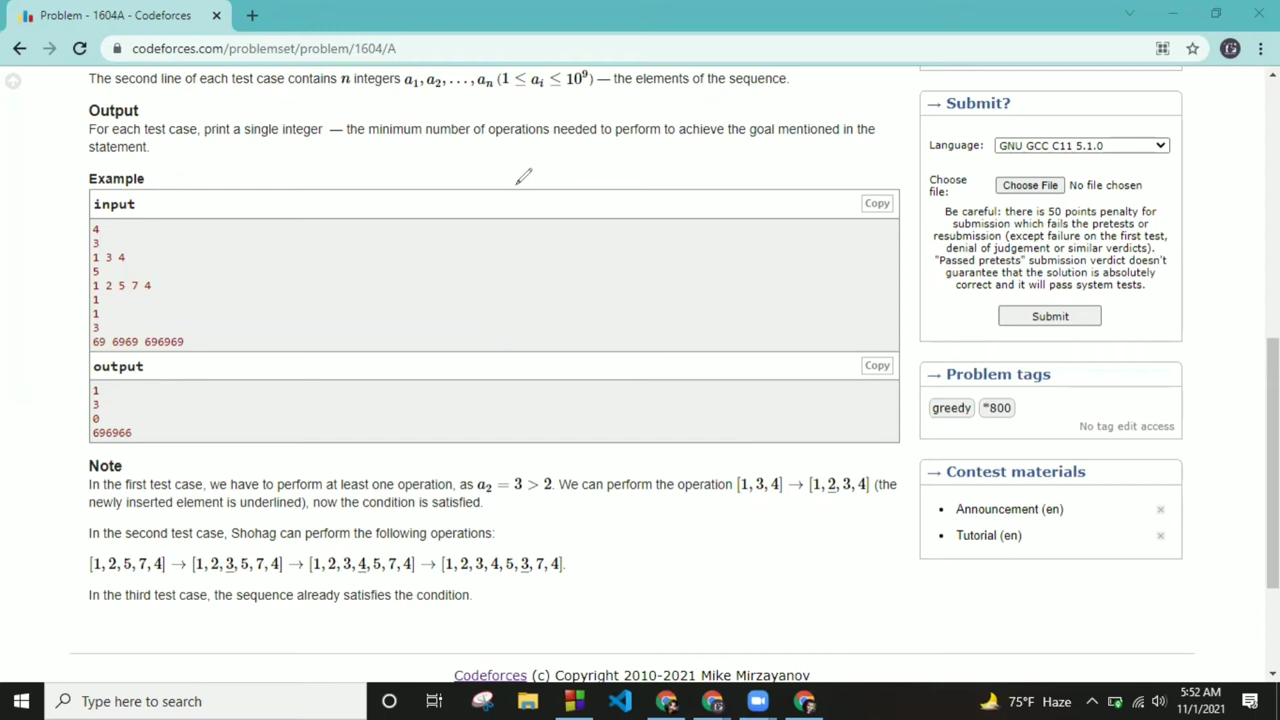 Problem - 1604A - Codeforces
codeforces.com/problemset/problem/1604/A
The second line of each test case contains n integers a₁, a₂, . . . , aₙ (1 ≤ aᵢ ≤ 10⁹) — the elements of the sequence.
Output
For each test case, print a single integer — the minimum number of operations needed to perform to achieve the goal mentioned in the
statement.
Example
input
Copy
4
3
1 3 4
5
1 2 5 7 4
1
1
3
69 6969 696969
output
Copy
1
3
0
696966
Note
In the first test case, we have to perform at least one operation, as a₂ = 3 > 2. We can perform the operation [1, 3, 4] → [1, 2, 3, 4] (the
newly inserted element is underlined), now the condition is satisfied.
In the second test case, Shohag can perform the following operations:
[1, 2, 5, 7, 4] → [1, 2, 3, 5, 7, 4] → [1, 2, 3, 4, 5, 7, 4] → [1, 2, 3, 4, 5, 3, 7, 4].
In the third test case, the sequence already satisfies the condition.
→ Submit?
Language: GNU GCC C11 5.1.0
Choose
file:
Choose File No file chosen
Be careful: there is 50 points penalty for
submission which fails the pretests or
resubmission (except failure on the first test,
denial of judgement or similar verdicts).
"Passed pretests" submission verdict doesn't
guarantee that the solution is absolutely
correct and it will pass system tests.
Submit
→ Problem tags
greedy *800
No tag edit access
→ Contest materials
Announcement (en)
Tutorial (en)
Codeforces (c) Copyright 2010-2021 Mike Mirzayanov
Type here to search
75°F Haze
5:52 AM
11/1/2021